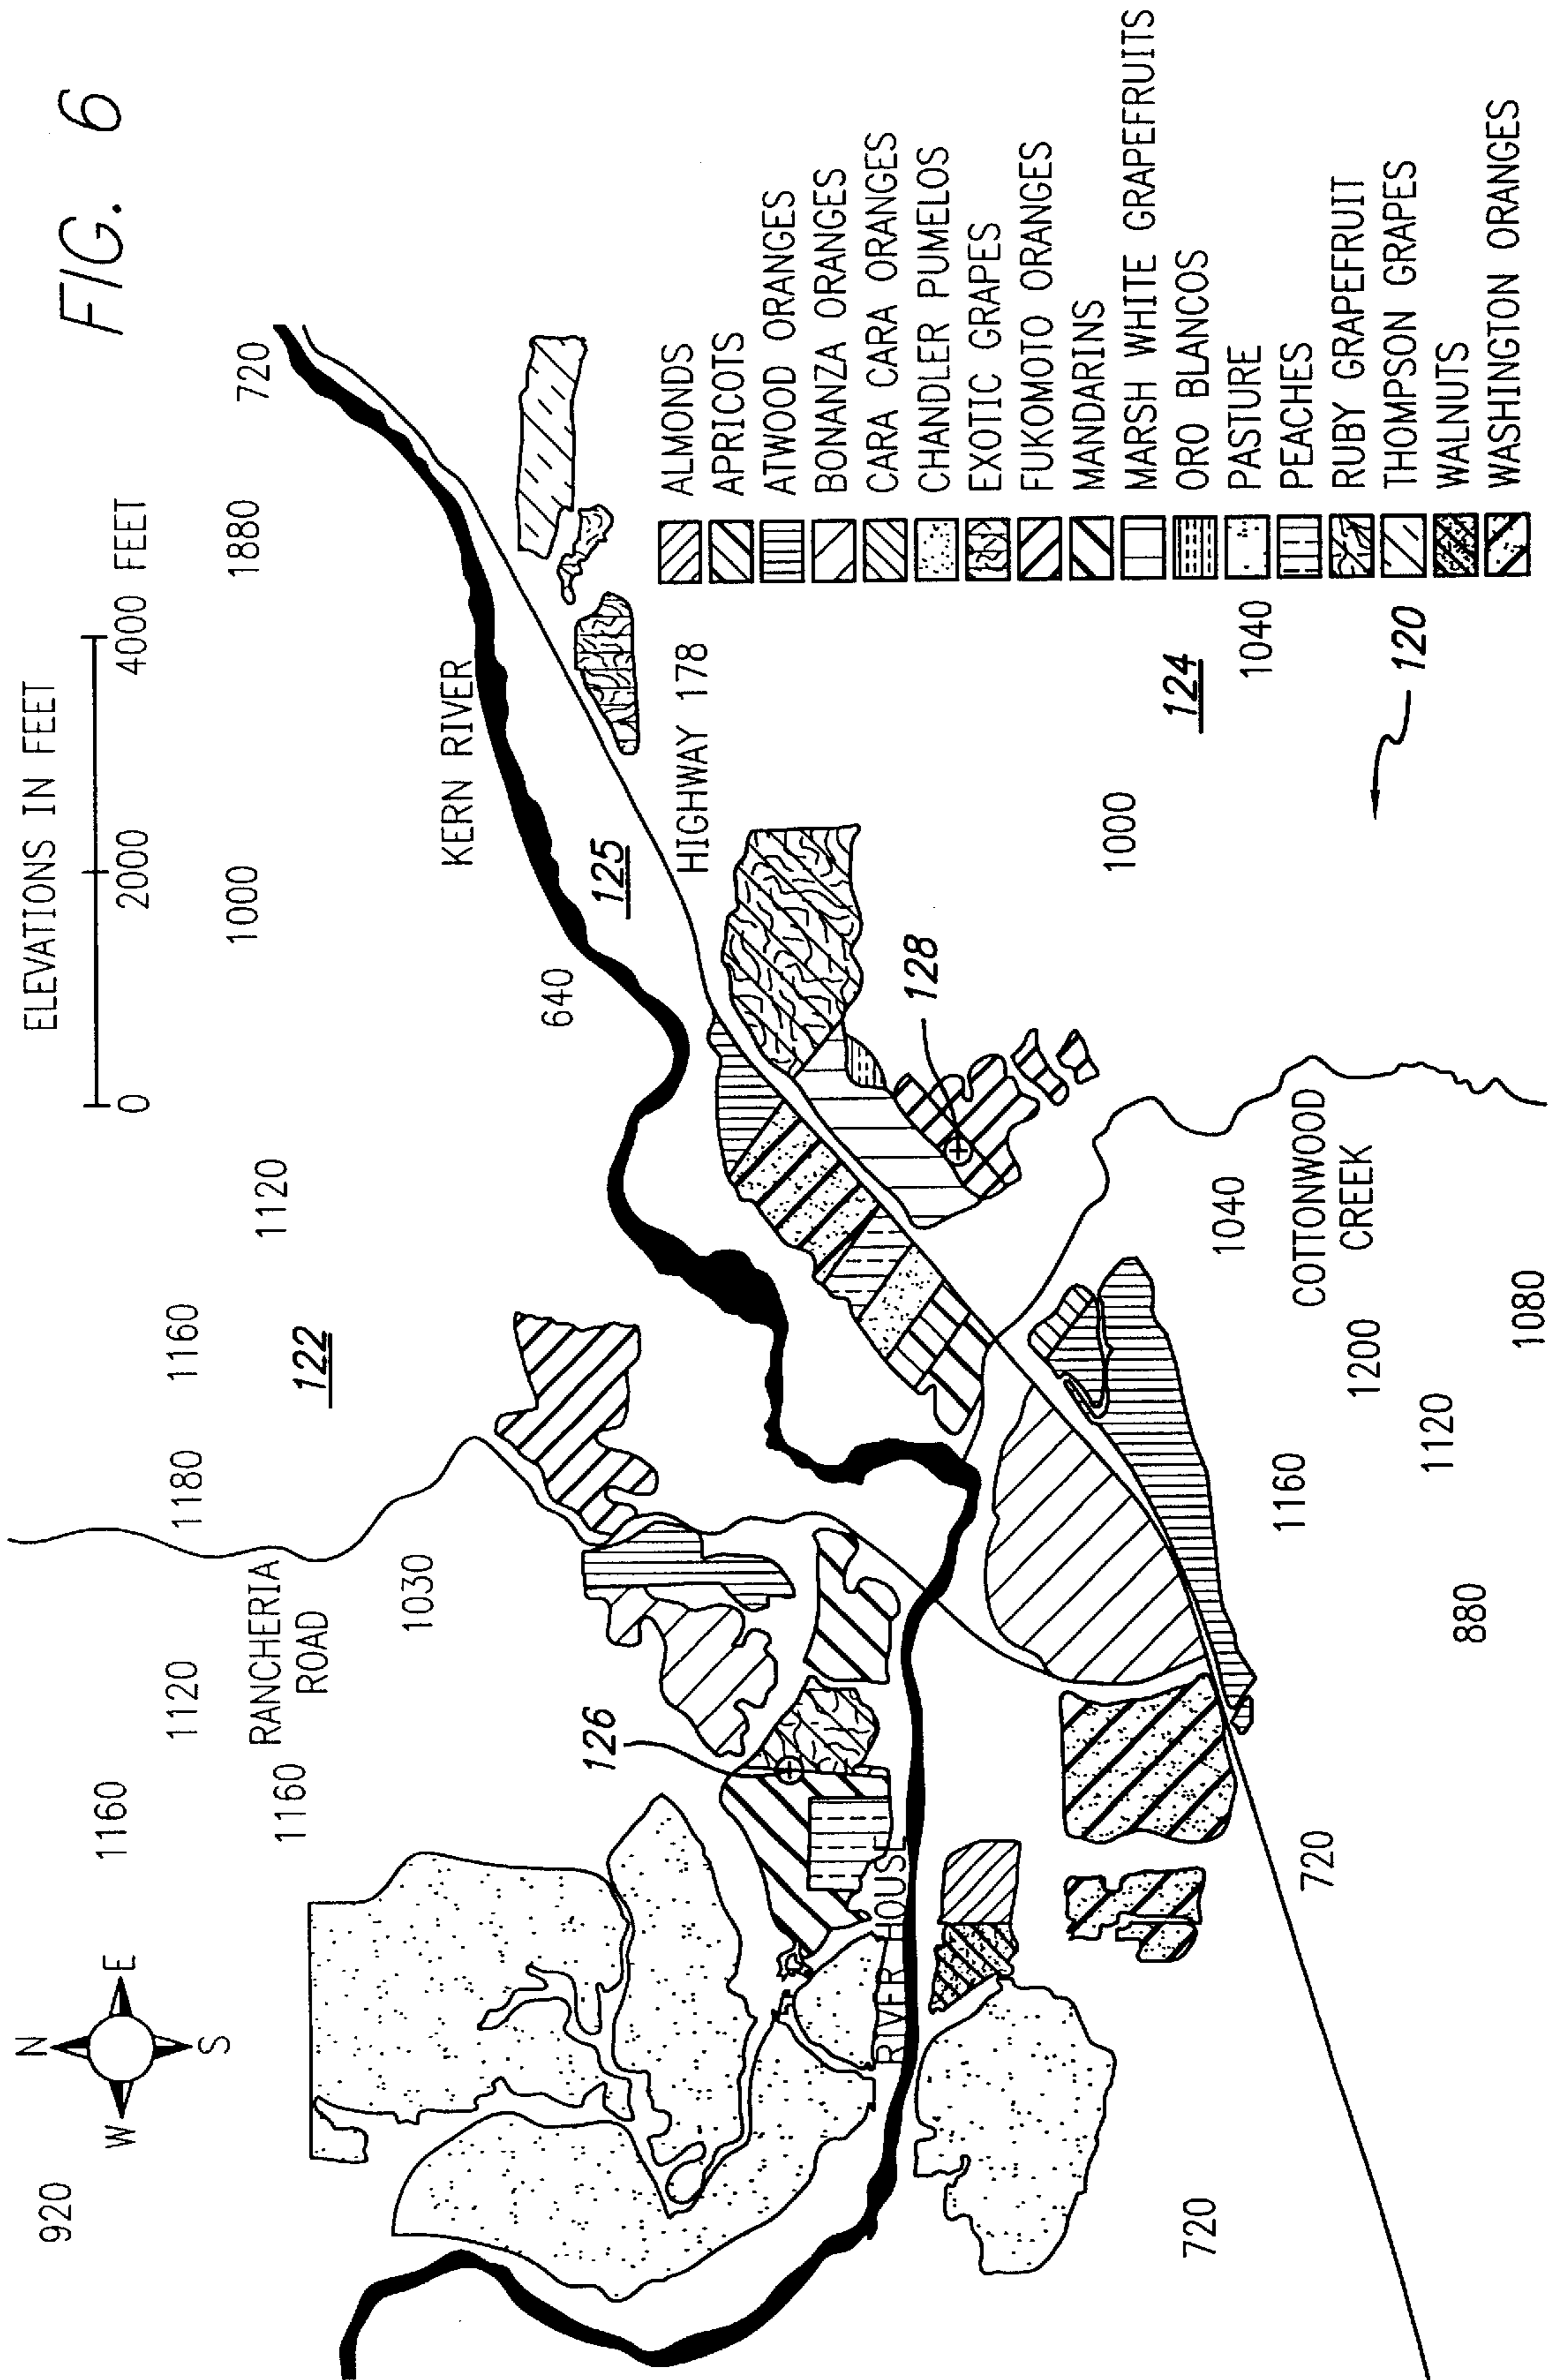 FIG. 6
ELEVATIONS IN FEET
0
2000
4000 FEET
N
W
E
S
920
1160
1120
1180
1160
1120
1000
1880
720
1160
RANCHERIA
ROAD
1030
122
640
KERN RIVER
125
HIGHWAY 178
126
128
RIVER HOUSE
720
720
880
1160
1120
1200
1080
1040
COTTONWOOD
CREEK
1000
124
1040
120
ALMONDS
APRICOTS
ATWOOD ORANGES
BONANZA ORANGES
CARA CARA ORANGES
CHANDLER PUMELOS
EXOTIC GRAPES
FUKOMOTO ORANGES
MANDARINS
MARSH WHITE GRAPEFRUITS
ORO BLANCOS
PASTURE
PEACHES
RUBY GRAPEFRUIT
THOMPSON GRAPES
WALNUTS
WASHINGTON ORANGES